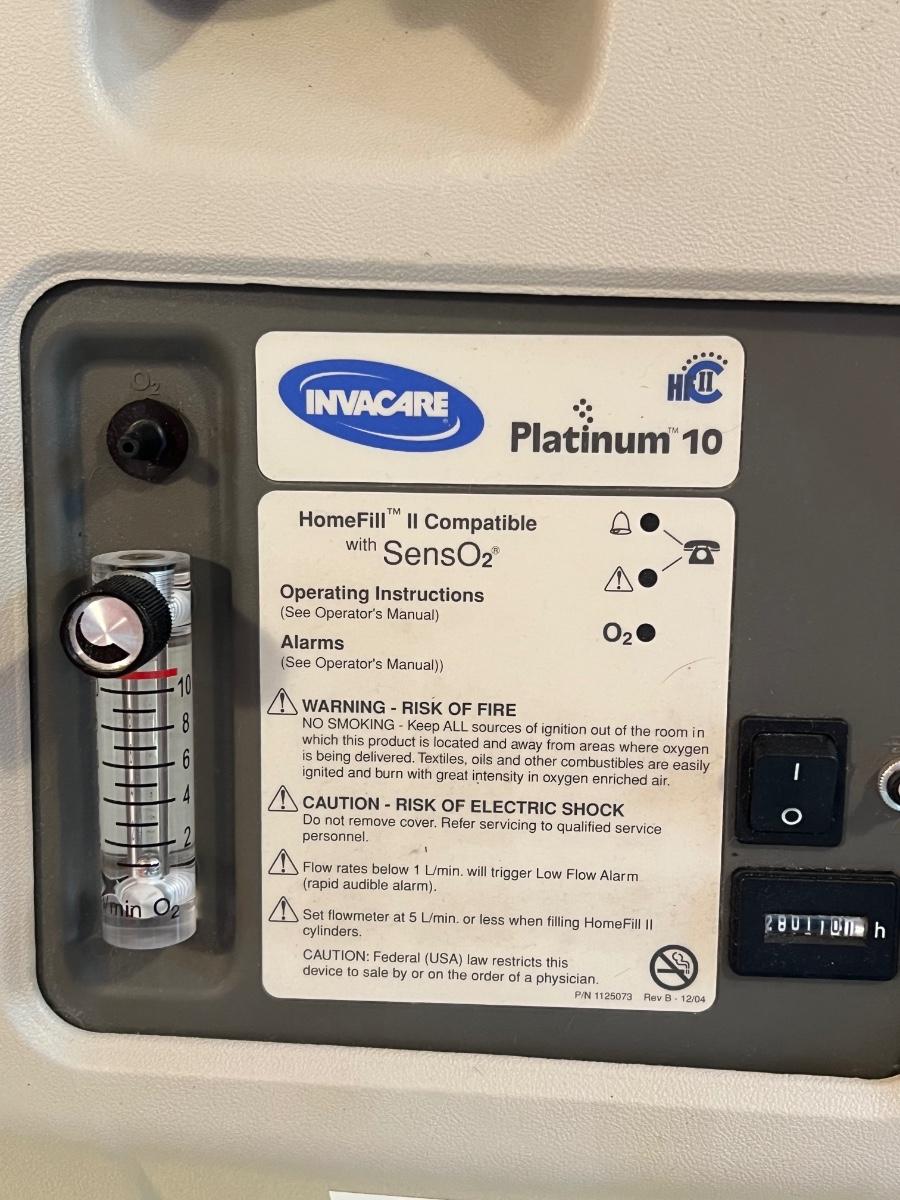 O₂
INVACARE®
HFII
Platinum™ 10
HomeFill™ II Compatible
with SensO₂®
Operating Instructions
(See Operator's Manual)
Alarms
(See Operator's Manual))
O₂
WARNING - RISK OF FIRE
NO SMOKING - Keep ALL sources of ignition out of the room in
which this product is located and away from areas where oxygen
is being delivered. Textiles, oils and other combustibles are easily
ignited and burn with great intensity in oxygen enriched air.
CAUTION - RISK OF ELECTRIC SHOCK
Do not remove cover. Refer servicing to qualified service
personnel.
Flow rates below 1 L/min. will trigger Low Flow Alarm
(rapid audible alarm).
Set flowmeter at 5 L/min. or less when filling HomeFill II
cylinders.
CAUTION: Federal (USA) law restricts this
device to sale by or on the order of a physician.
P/N 1125073 Rev B - 12/04
10
8
6
4
2
/min O₂
I
O
h